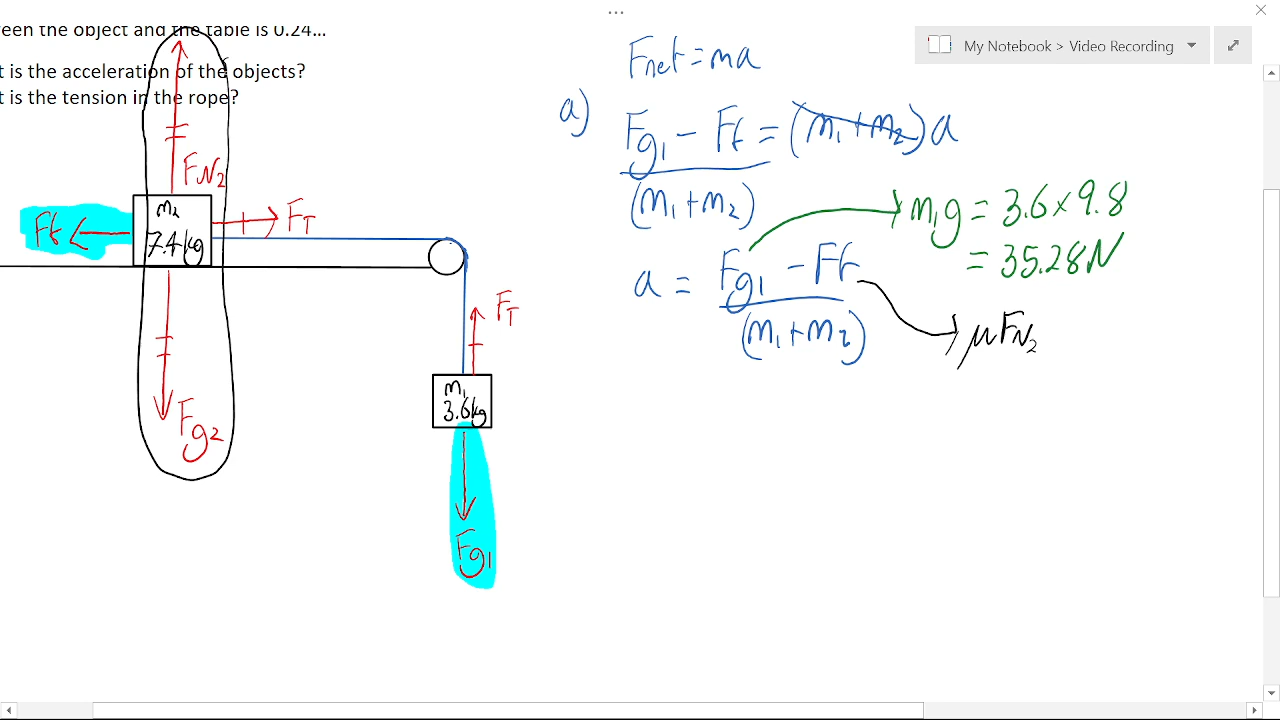 een the object and the table is 0.24...
t is the acceleration of the objects?
t is the tension in the rope?
My Notebook > Video Recording
Fnet = ma
a)
Fg1 - Ff = (m1+m2)a
(m1+m2)
a = Fg1 - Ff
(m1+m2)
m1g = 3.6 × 9.8
= 35.28N
μFN2
FN2
Ff
m2
7.4kg
FT
Fg2
FT
m1
3.6kg
Fg1